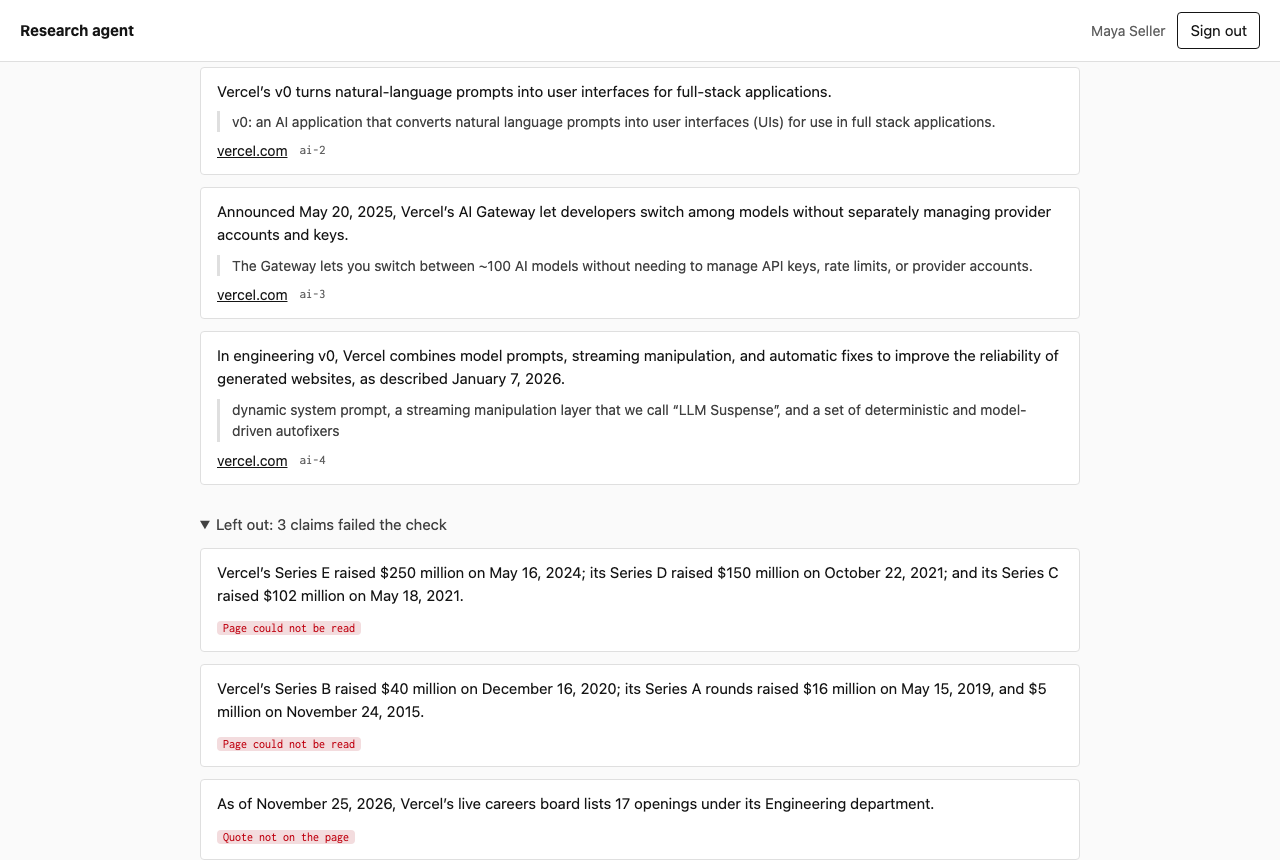 Research agent
Maya Seller
Sign out
Vercel’s v0 turns natural-language prompts into user interfaces for full-stack applications.
v0: an AI application that converts natural language prompts into user interfaces (UIs) for use in full stack applications.
vercel.com ai-2
Announced May 20, 2025, Vercel’s AI Gateway let developers switch among models without separately managing provider
accounts and keys.
The Gateway lets you switch between ~100 AI models without needing to manage API keys, rate limits, or provider accounts.
vercel.com ai-3
In engineering v0, Vercel combines model prompts, streaming manipulation, and automatic fixes to improve the reliability of
generated websites, as described January 7, 2026.
dynamic system prompt, a streaming manipulation layer that we call “LLM Suspense”, and a set of deterministic and model-
driven autofixers
vercel.com ai-4
Left out: 3 claims failed the check
Vercel’s Series E raised $250 million on May 16, 2024; its Series D raised $150 million on October 22, 2021; and its Series C
raised $102 million on May 18, 2021.
Page could not be read
Vercel’s Series B raised $40 million on December 16, 2020; its Series A rounds raised $16 million on May 15, 2019, and $5
million on November 24, 2015.
Page could not be read
As of November 25, 2026, Vercel’s live careers board lists 17 openings under its Engineering department.
Quote not on the page